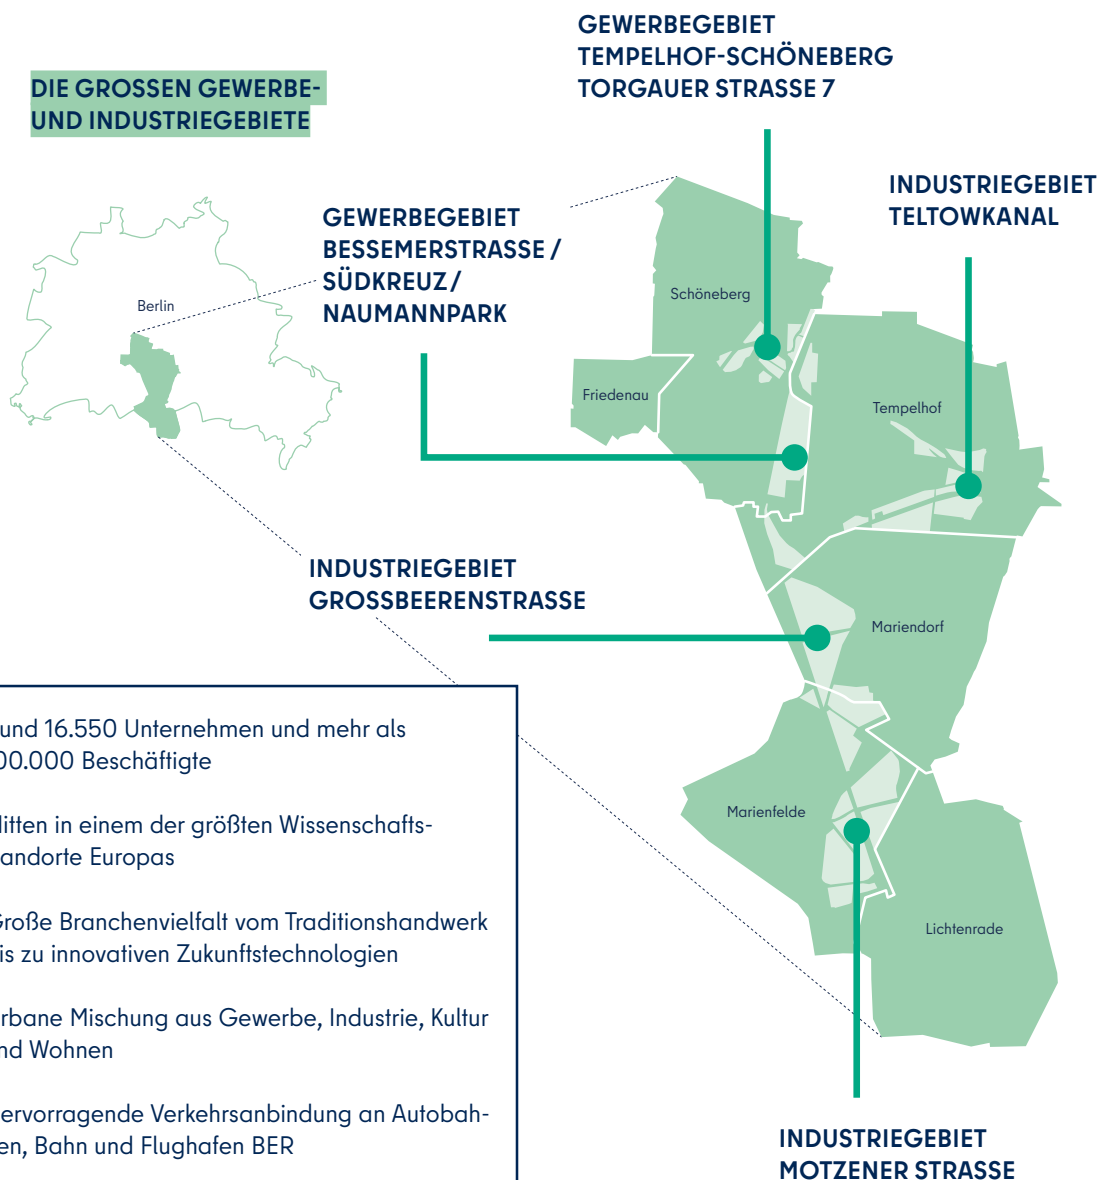 DIE GROSSEN GEWERBE-
UND INDUSTRIEGEBIETE
GEWERBEGEBIET
TEMPELHOF-SCHÖNEBERG
TORGAUER STRASSE 7
INDUSTRIEGEBIET
TELTOWKANAL
GEWERBEGEBIET
BESSEMERSTRASSE /
SÜDKREUZ /
NAUMANNPARK
Berlin
Schöneberg
Friedenau
Tempelhof
INDUSTRIEGEBIET
GROSSBEERENSTRASSE
Mariendorf
Marienfelde
Lichtenrade
und 16.550 Unternehmen und mehr als
00.000 Beschäftigte
itten in einem der größten Wissenschafts-
andorte Europas
Große Branchenvielfalt vom Traditionshandwerk
is zu innovativen Zukunftstechnologien
rbane Mischung aus Gewerbe, Industrie, Kultur
nd Wohnen
ervorragende Verkehrsanbindung an Autobah-
en, Bahn und Flughafen BER
INDUSTRIEGEBIET
MOTZENER STRASSE